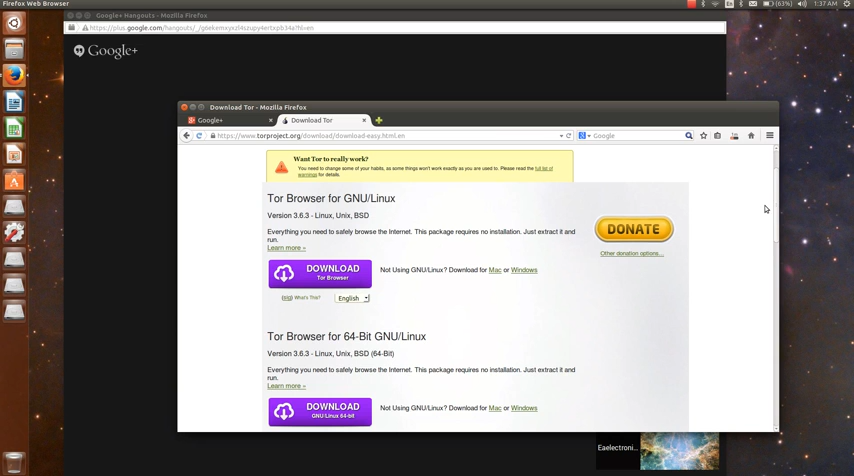 Firefox Web Browser
En
(63%)
1:37 AM
Google+ Hangouts - Mozilla Firefox
Google+
Download Tor - Mozilla Firefox
Google+
Download Tor
https://www.torproject.org/download/download-easy.html.en
Google
Want Tor to really work?
You need to change some of your habits, as some things won't work exactly as you are used to. Please read the full list of
warnings for details.
Tor Browser for GNU/Linux
Version 3.6.3 - Linux, Unix, BSD
Everything you need to safely browse the Internet. This package requires no installation. Just extract it and
run.
Learn more »
DONATE
Other donation options...
DOWNLOAD
Tor Browser
Not Using GNU/Linux? Download for Mac or Windows
(sig) What's This?
English
Tor Browser for 64-Bit GNU/Linux
Version 3.6.3 - Linux, Unix, BSD (64-Bit)
Everything you need to safely browse the Internet. This package requires no installation. Just extract it and
run.
Learn more »
DOWNLOAD
GNU/Linux 64-bit
Not Using GNU/Linux? Download for Mac or Windows
Eaelectroni...